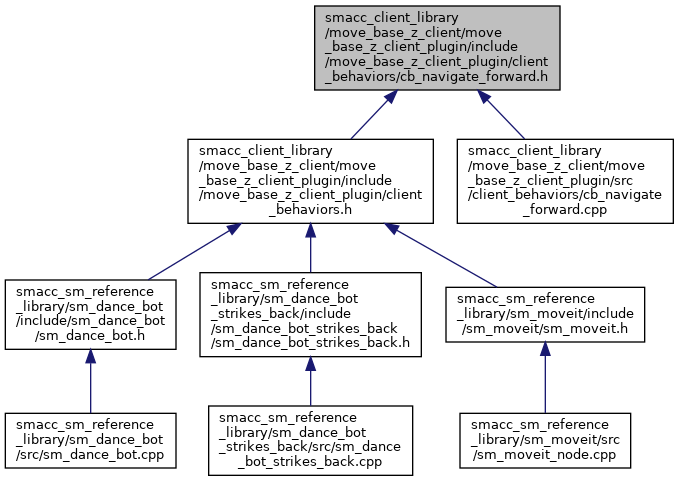 smacc_client_library
/move_base_z_client/move
_base_z_client_plugin/include
/move_base_z_client_plugin/client
_behaviors/cb_navigate_forward.h
smacc_client_library
/move_base_z_client/move
_base_z_client_plugin/include
/move_base_z_client_plugin/client
_behaviors.h
smacc_client_library
/move_base_z_client/move
_base_z_client_plugin/src
/client_behaviors/cb_navigate
_forward.cpp
smacc_sm_reference
_library/sm_dance_bot
/include/sm_dance_bot
/sm_dance_bot.h
smacc_sm_reference
_library/sm_dance_bot
_strikes_back/include
/sm_dance_bot_strikes_back
/sm_dance_bot_strikes_back.h
smacc_sm_reference
_library/sm_moveit/include
/sm_moveit/sm_moveit.h
smacc_sm_reference
_library/sm_dance_bot
/src/sm_dance_bot.cpp
smacc_sm_reference
_library/sm_dance_bot
_strikes_back/src/sm_dance
_bot_strikes_back.cpp
smacc_sm_reference
_library/sm_moveit/src
/sm_moveit_node.cpp